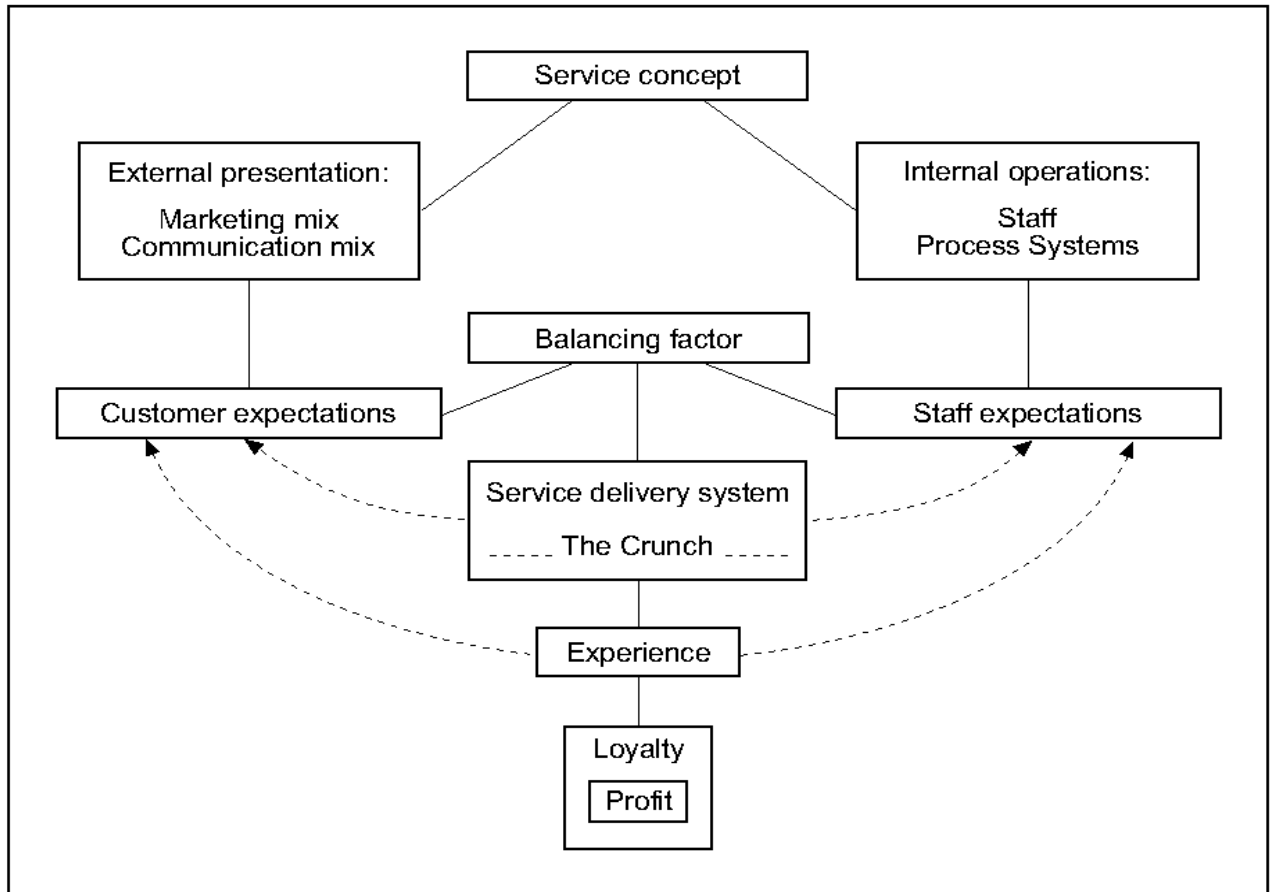 Service concept
External presentation:
Marketing mix
Communication mix
Internal operations:
Staff
Process Systems
Balancing factor
Customer expectations
Staff expectations
Service delivery system
_ _ _ _ _ The Crunch _ _ _ _ _
Experience
Loyalty
Profit